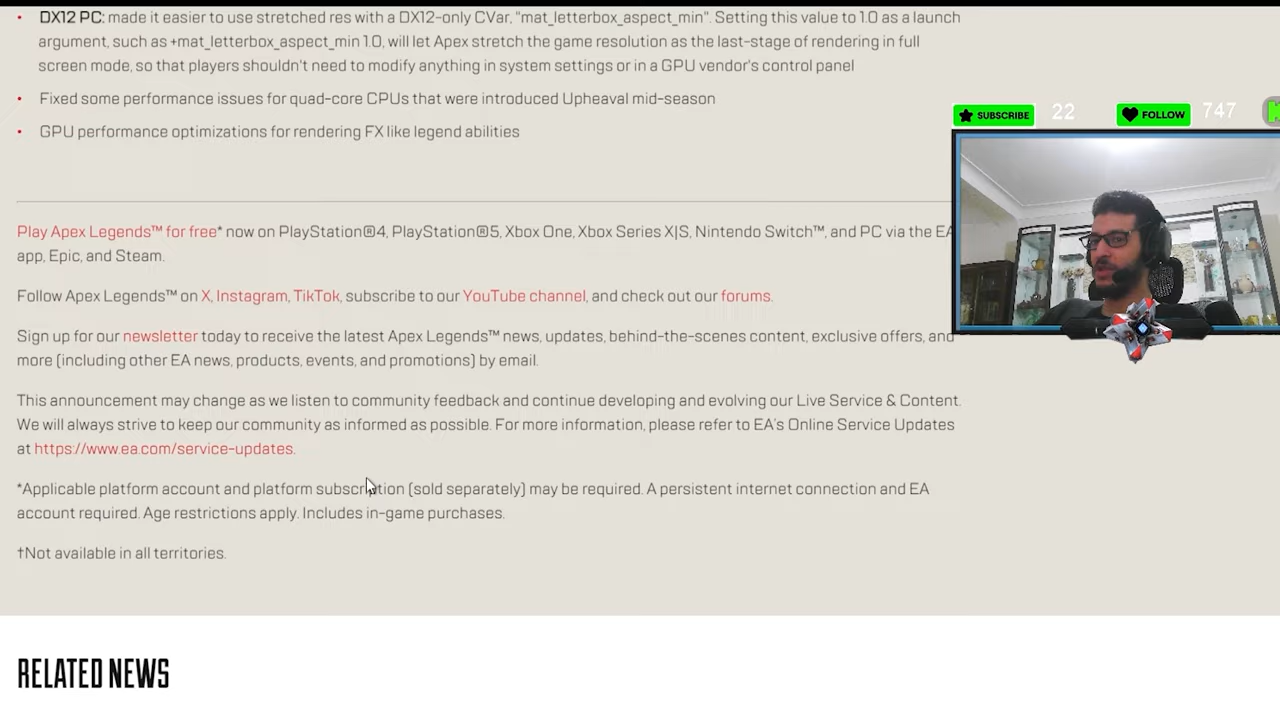 • DX12 PC: made it easier to use stretched res with a DX12-only CVar, "mat_letterbox_aspect_min". Setting this value to 1.0 as a launch
argument, such as +mat_letterbox_aspect_min 1.0, will let Apex stretch the game resolution as the last-stage of rendering in full
screen mode, so that players shouldn't need to modify anything in system settings or in a GPU vendor's control panel
• Fixed some performance issues for quad-core CPUs that were introduced Upheaval mid-season
• GPU performance optimizations for rendering FX like legend abilities
SUBSCRIBE 22 FOLLOW 747
Play Apex Legends™ for free* now on PlayStation®4, PlayStation®5, Xbox One, Xbox Series X|S, Nintendo Switch™, and PC via the EA
app, Epic, and Steam.
Follow Apex Legends™ on X, Instagram, TikTok, subscribe to our YouTube channel, and check out our forums.
Sign up for our newsletter today to receive the latest Apex Legends™ news, updates, behind-the-scenes content, exclusive offers, and
more (including other EA news, products, events, and promotions) by email.
This announcement may change as we listen to community feedback and continue developing and evolving our Live Service & Content.
We will always strive to keep our community as informed as possible. For more information, please refer to EA's Online Service Updates
at https://www.ea.com/service-updates.
*Applicable platform account and platform subscription (sold separately) may be required. A persistent internet connection and EA
account required. Age restrictions apply. Includes in-game purchases.
†Not available in all territories.
RELATED NEWS